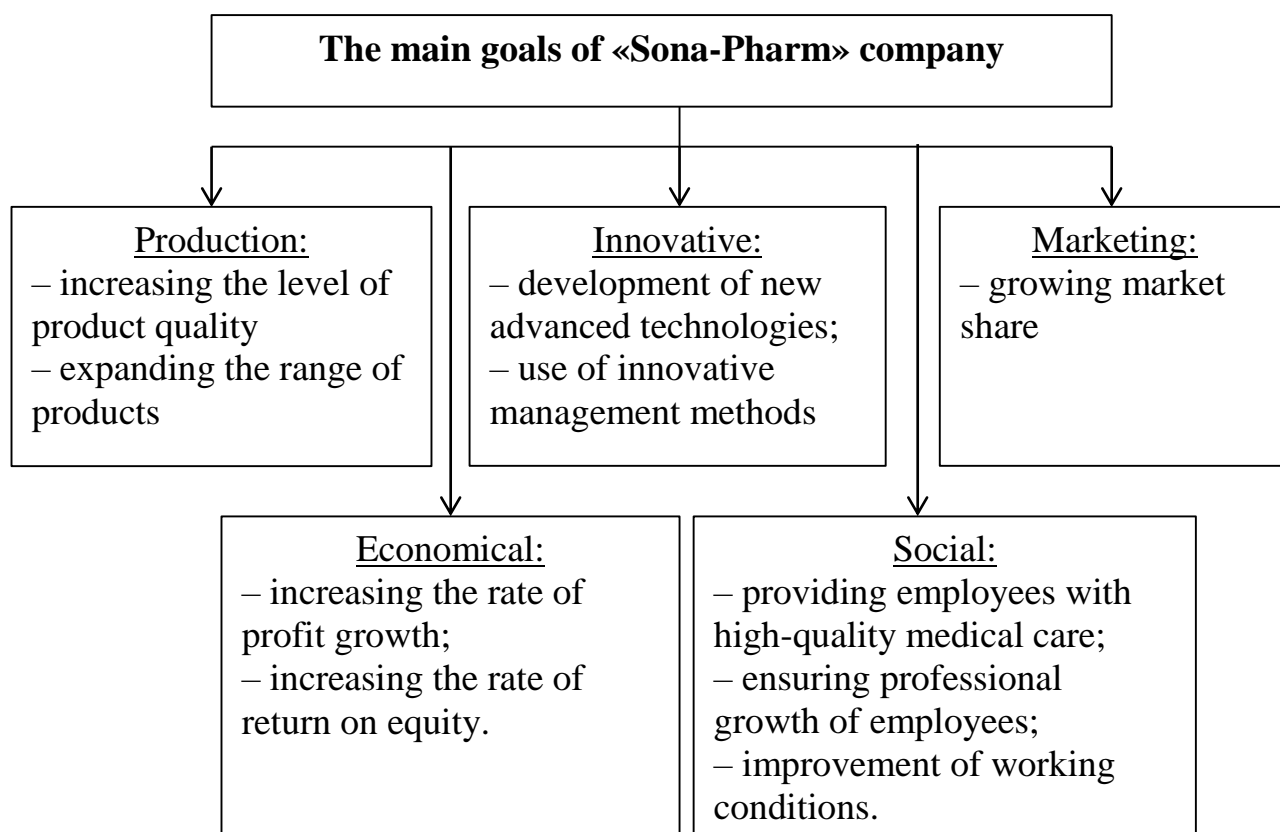 The main goals of «Sona-Pharm» company
Production:
– increasing the level of
product quality
– expanding the range of
products
Innovative:
– development of new
advanced technologies;
– use of innovative
management methods
Marketing:
– growing market
share
Economical:
– increasing the rate of
profit growth;
– increasing the rate of
return on equity.
Social:
– providing employees with
high-quality medical care;
– ensuring professional
growth of employees;
– improvement of working
conditions.